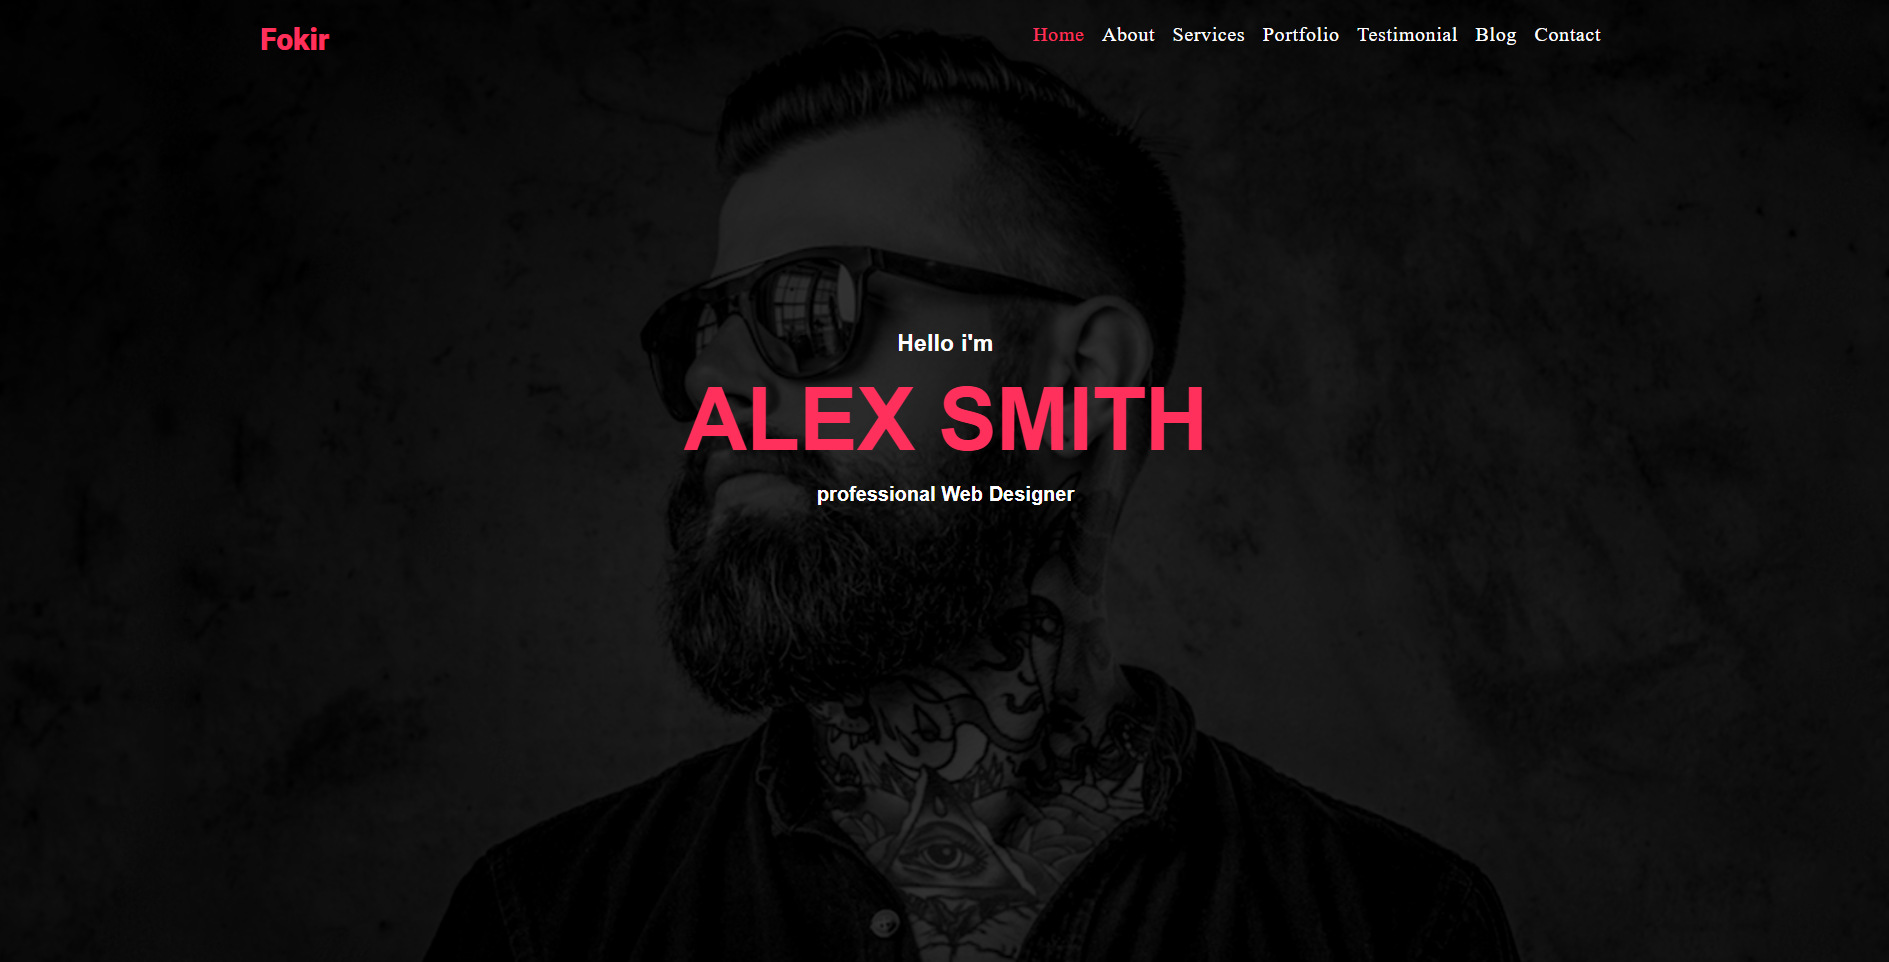 Fokir
Home About Services Portfolio Testimonial Blog Contact
Hello i'm
ALEX SMITH
professional Web Designer